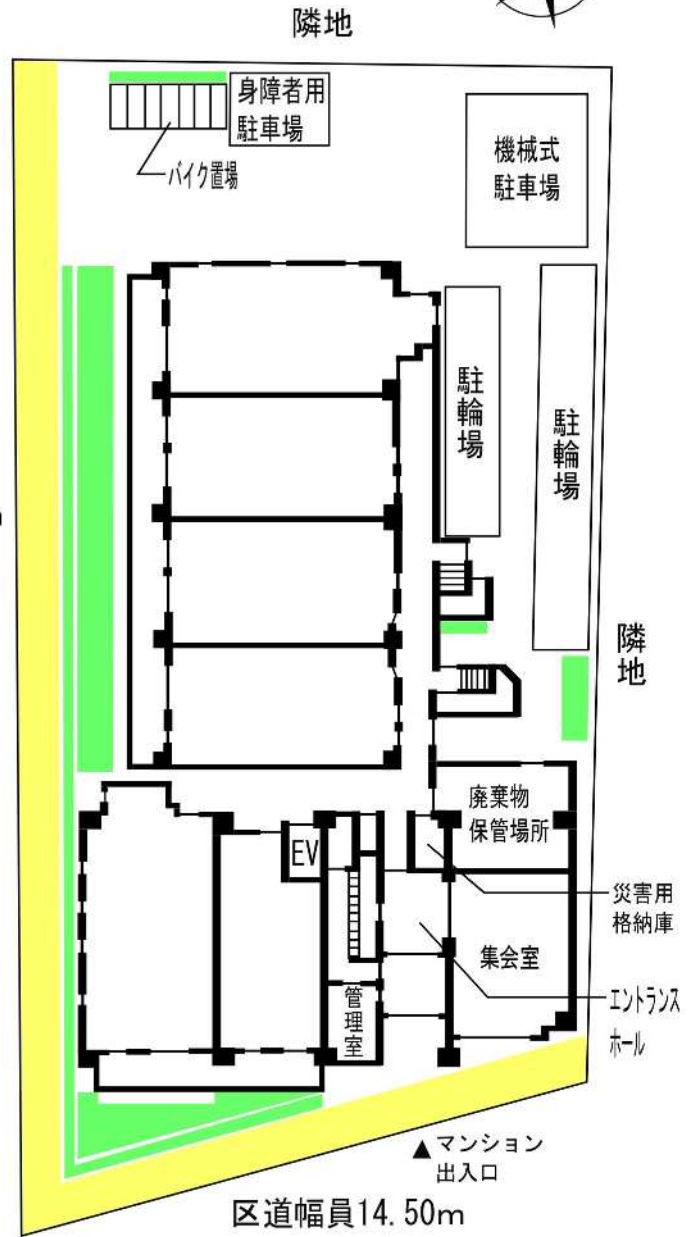 隣地
身障者用
駐車場
バイク置場
機械式
駐車場
駐輪場
駐輪場
隣地
廃棄物
保管場所
EV
災害用
格納庫
集会室
エントランス
ホール
管理室
▲マンション
出入口
区道幅員14.50m